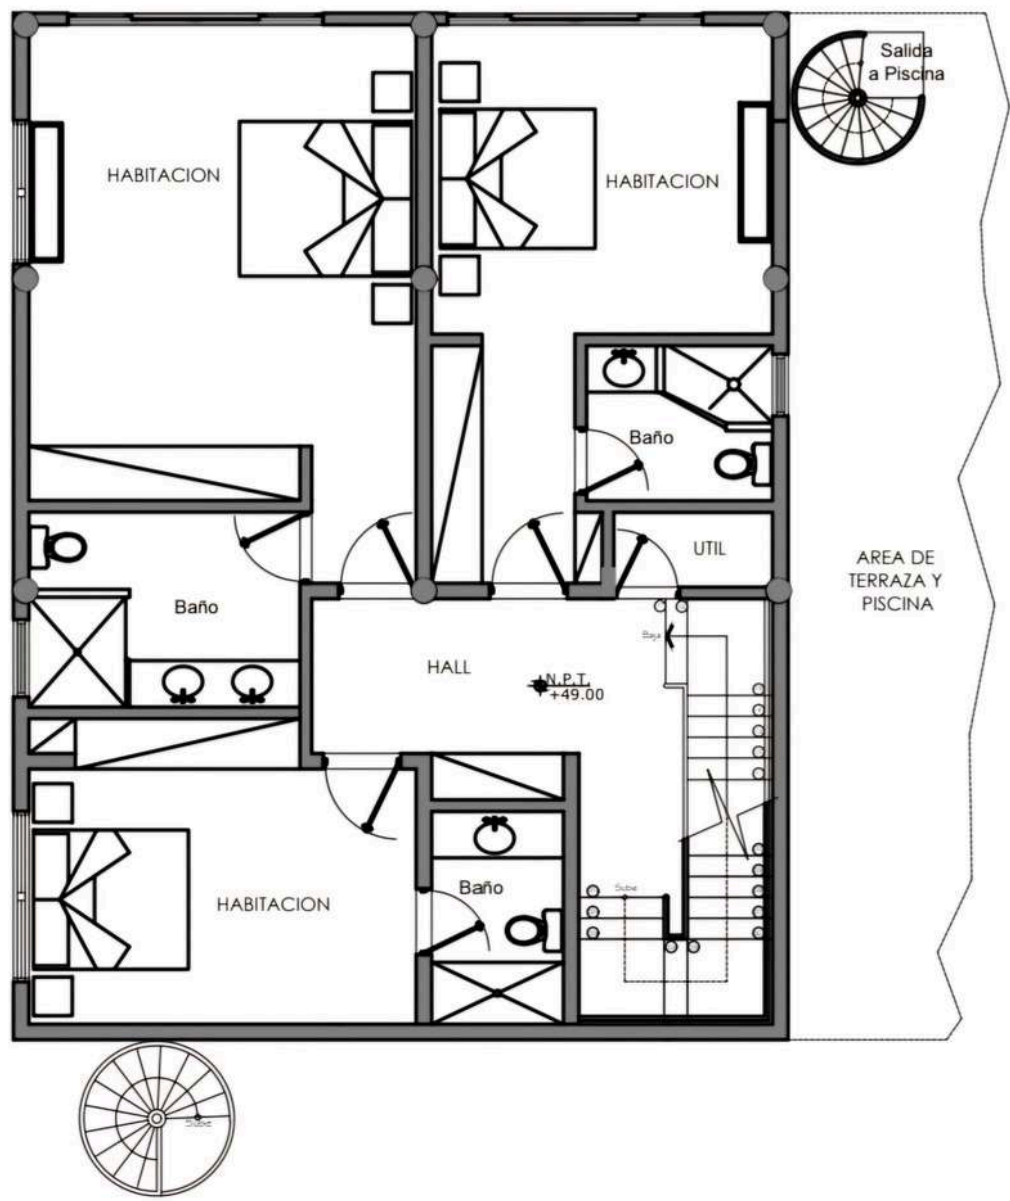 Salida
a Piscina
HABITACION
HABITACION
Baño
UTIL
AREA DE
TERRAZA Y
PISCINA
Baño
Baja
HALL
N.P.T.
+49.00
Sube
Baño
HABITACION
Sube